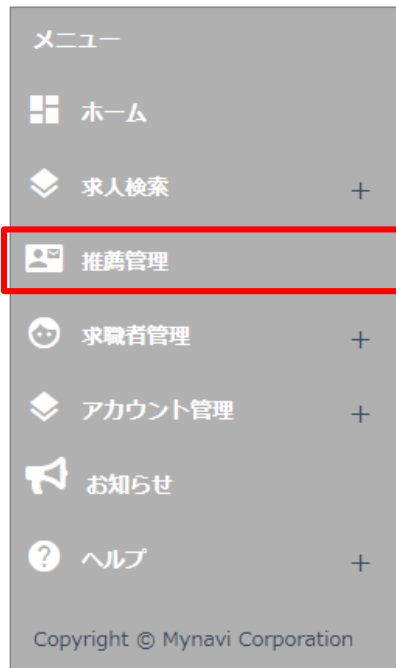 メニュー
ホーム
求人検索 +
推薦管理
求職者管理 +
アカウント管理 +
お知らせ
ヘルプ +
Copyright © Mynavi Corporation